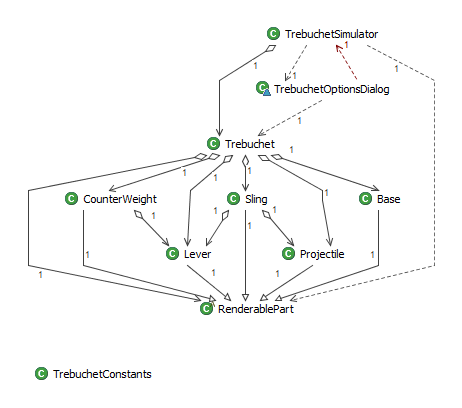 C TrebuchetSimulator
1
1
1
1
C TrebuchetOptionsDialog
1
C Trebuchet
1
1
1
1
1
1
C CounterWeight
C Sling
C Base
1
1
1
C Lever
C Projectile
1
1
1
1
1
1
C RenderablePart
C TrebuchetConstants